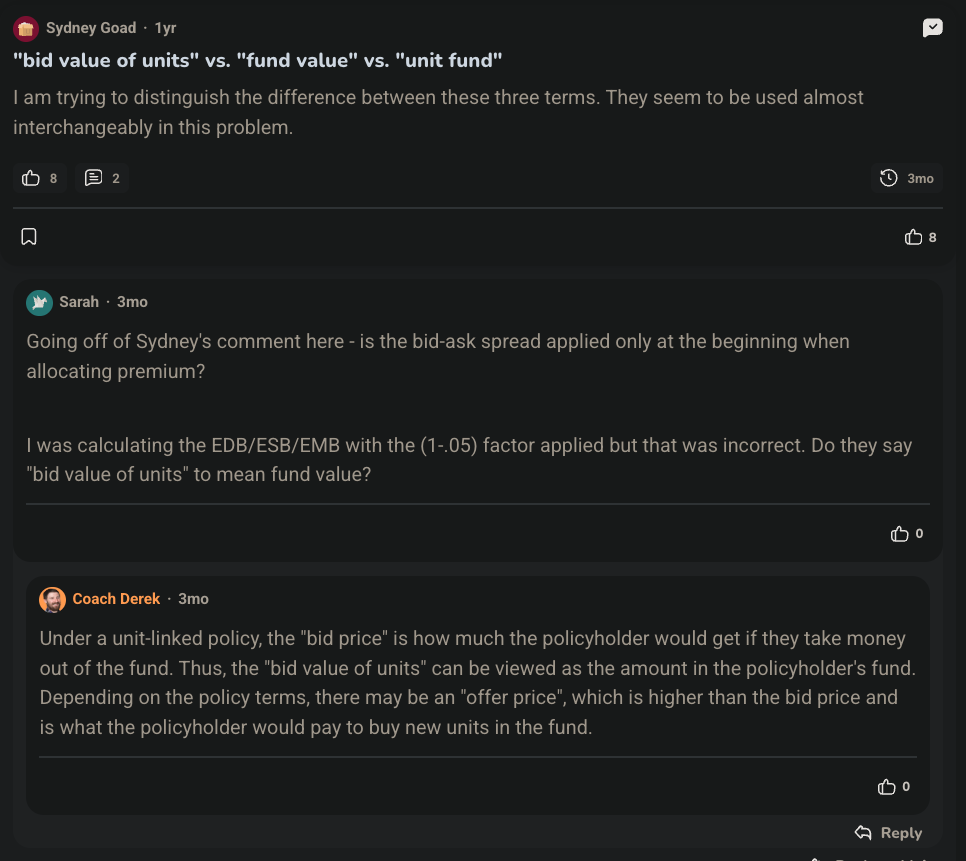 Sydney Goad · 1yr
"bid value of units" vs. "fund value" vs. "unit fund"
I am trying to distinguish the difference between these three terms. They seem to be used almost
interchangeably in this problem.
8 2 3mo
8
Sarah · 3mo
Going off of Sydney's comment here - is the bid-ask spread applied only at the beginning when
allocating premium?
I was calculating the EDB/ESB/EMB with the (1-.05) factor applied but that was incorrect. Do they say
"bid value of units" to mean fund value?
0
Coach Derek · 3mo
Under a unit-linked policy, the "bid price" is how much the policyholder would get if they take money
out of the fund. Thus, the "bid value of units" can be viewed as the amount in the policyholder's fund.
Depending on the policy terms, there may be an "offer price", which is higher than the bid price and
is what the policyholder would pay to buy new units in the fund.
0
Reply